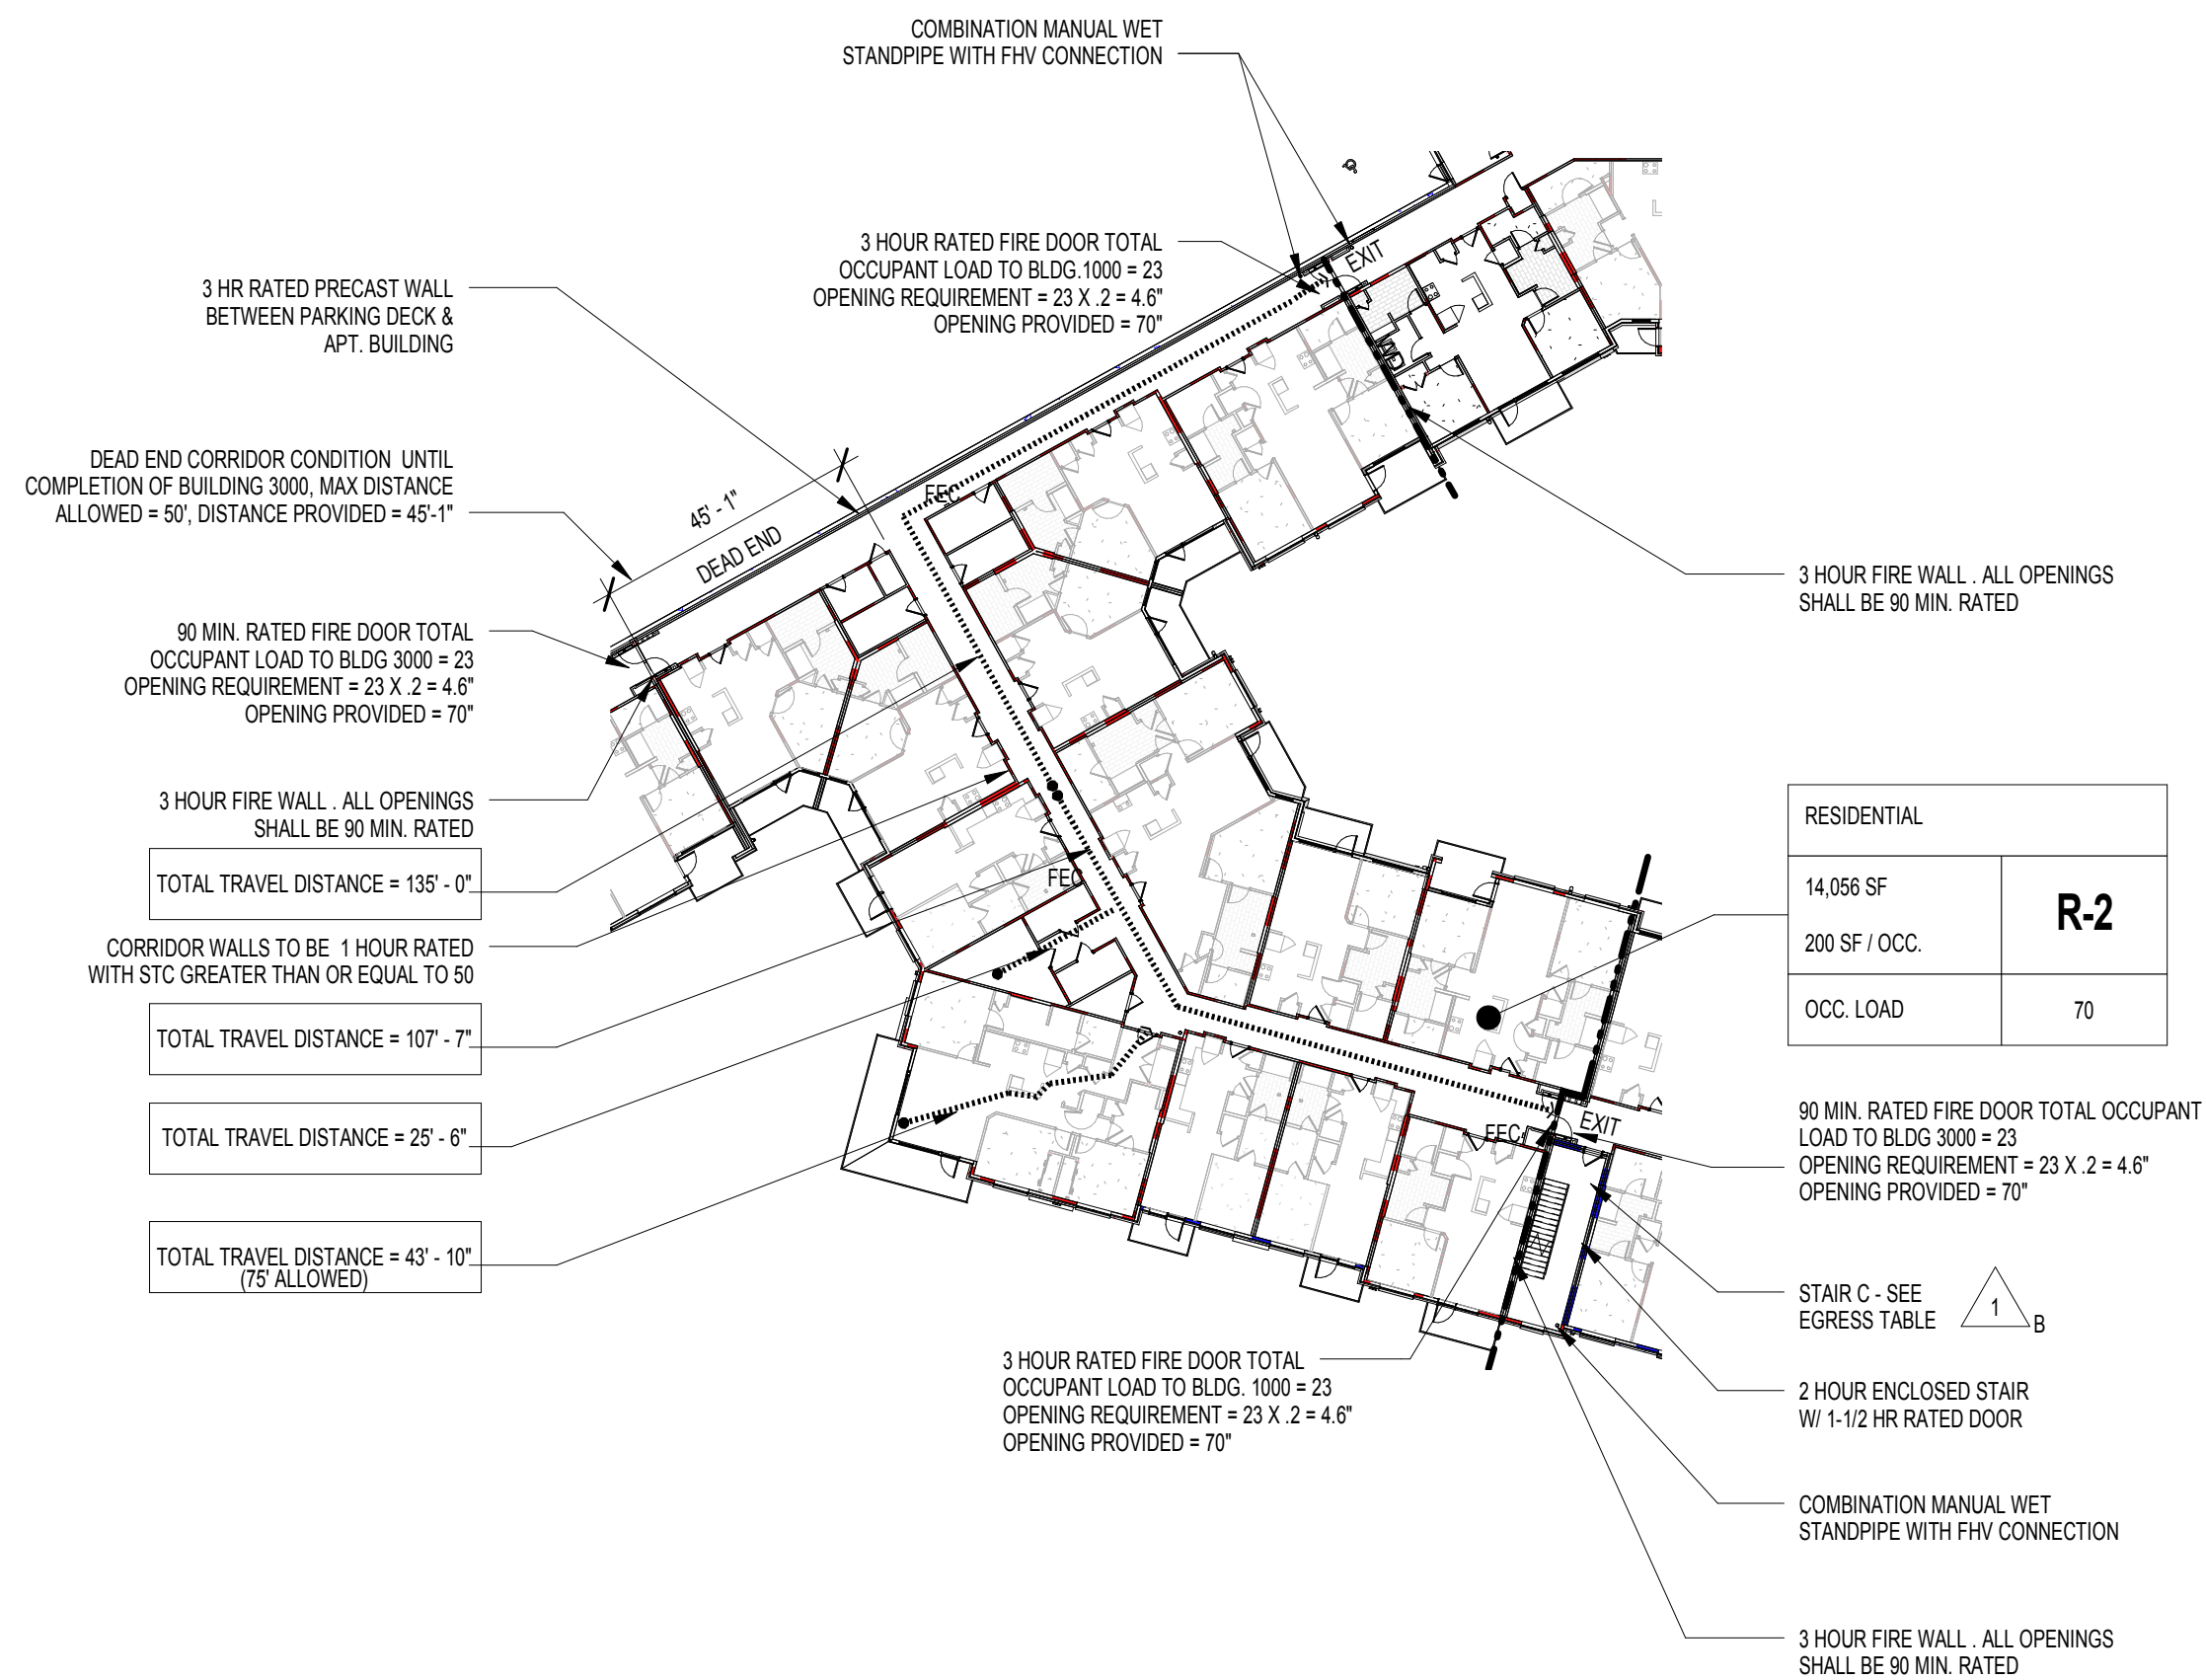 COMBINATION MANUAL WET
STANDPIPE WITH FHV CONNECTION
3 HOUR RATED FIRE DOOR TOTAL
OCCUPANT LOAD TO BLDG.1000 = 23
OPENING REQUIREMENT = 23 X .2 = 4.6"
OPENING PROVIDED = 70"
EXIT
3 HR RATED PRECAST WALL
BETWEEN PARKING DECK &
APT. BUILDING
DEAD END CORRIDOR CONDITION UNTIL
COMPLETION OF BUILDING 3000, MAX DISTANCE
ALLOWED = 50', DISTANCE PROVIDED = 45'-1"
45' - 1"
DEAD END
FEC
3 HOUR FIRE WALL . ALL OPENINGS
SHALL BE 90 MIN. RATED
90 MIN. RATED FIRE DOOR TOTAL
OCCUPANT LOAD TO BLDG 3000 = 23
OPENING REQUIREMENT = 23 X .2 = 4.6"
OPENING PROVIDED = 70"
3 HOUR FIRE WALL . ALL OPENINGS
SHALL BE 90 MIN. RATED
TOTAL TRAVEL DISTANCE = 135' - 0"
CORRIDOR WALLS TO BE 1 HOUR RATED
WITH STC GREATER THAN OR EQUAL TO 50
TOTAL TRAVEL DISTANCE = 107' - 7"
TOTAL TRAVEL DISTANCE = 25' - 6"
TOTAL TRAVEL DISTANCE = 43' - 10"
(75' ALLOWED)
FEC
RESIDENTIAL
14,056 SF
200 SF / OCC.
R-2
OCC. LOAD
70
FEC
EXIT
90 MIN. RATED FIRE DOOR TOTAL OCCUPANT
LOAD TO BLDG 3000 = 23
OPENING REQUIREMENT = 23 X .2 = 4.6"
OPENING PROVIDED = 70"
STAIR C - SEE
EGRESS TABLE
1
B
3 HOUR RATED FIRE DOOR TOTAL
OCCUPANT LOAD TO BLDG. 1000 = 23
OPENING REQUIREMENT = 23 X .2 = 4.6"
OPENING PROVIDED = 70"
2 HOUR ENCLOSED STAIR
W/ 1-1/2 HR RATED DOOR
COMBINATION MANUAL WET
STANDPIPE WITH FHV CONNECTION
3 HOUR FIRE WALL . ALL OPENINGS
SHALL BE 90 MIN. RATED